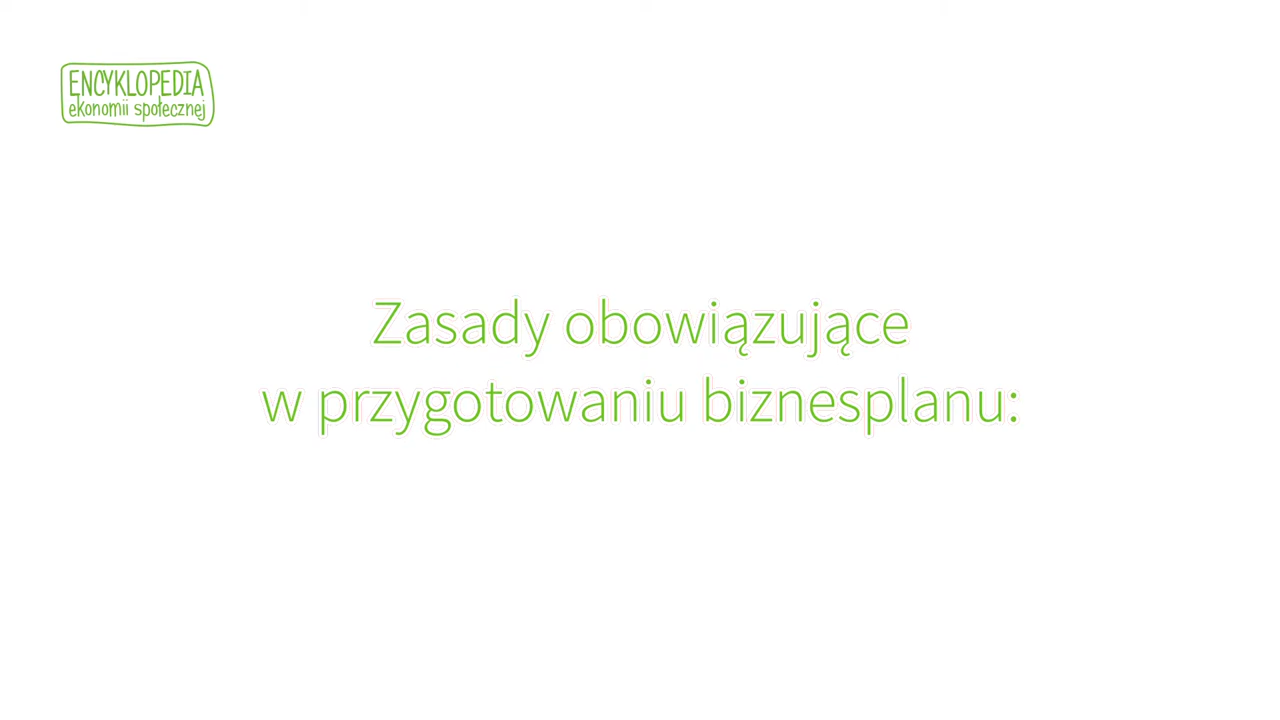 ENCYKLOPEDIA
ekonomii społecznej
Zasady obowiązujące
w przygotowaniu biznesplanu: